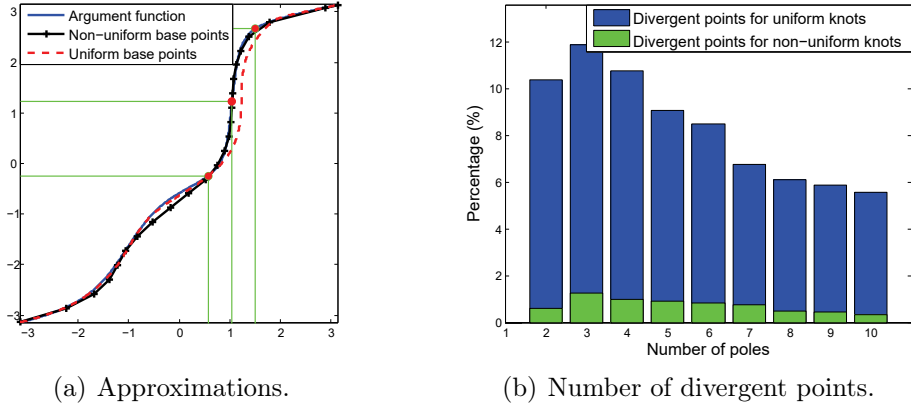 Argument function
Non-uniform base points
Uniform base points
3
2
1
0
−1
−2
−3
−3 −2 −1 0 1 2 3
(a) Approximations.
Divergent points for uniform knots
Divergent points for non-uniform knots
Percentage (%)
12
10
8
6
4
2
0
1 2 3 4 5 6 7 8 9 10
Number of poles
(b) Number of divergent points.